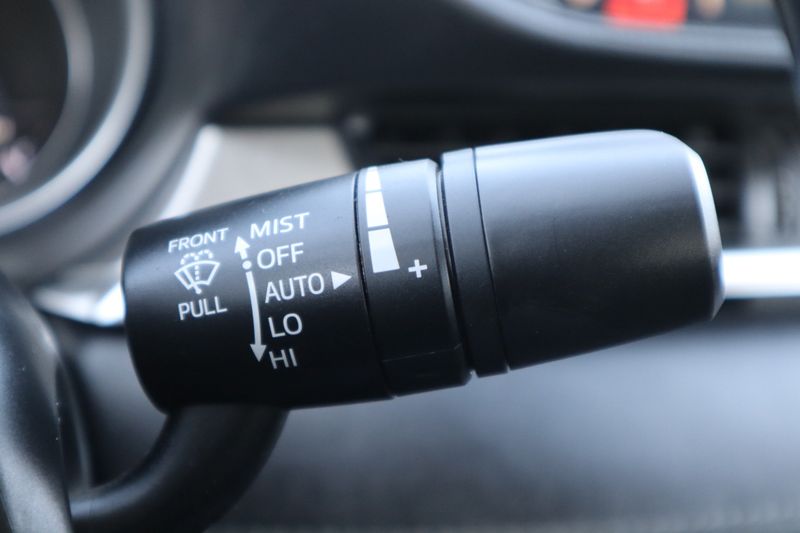 FRONT
PULL
MIST
OFF
AUTO
LO
HI
+